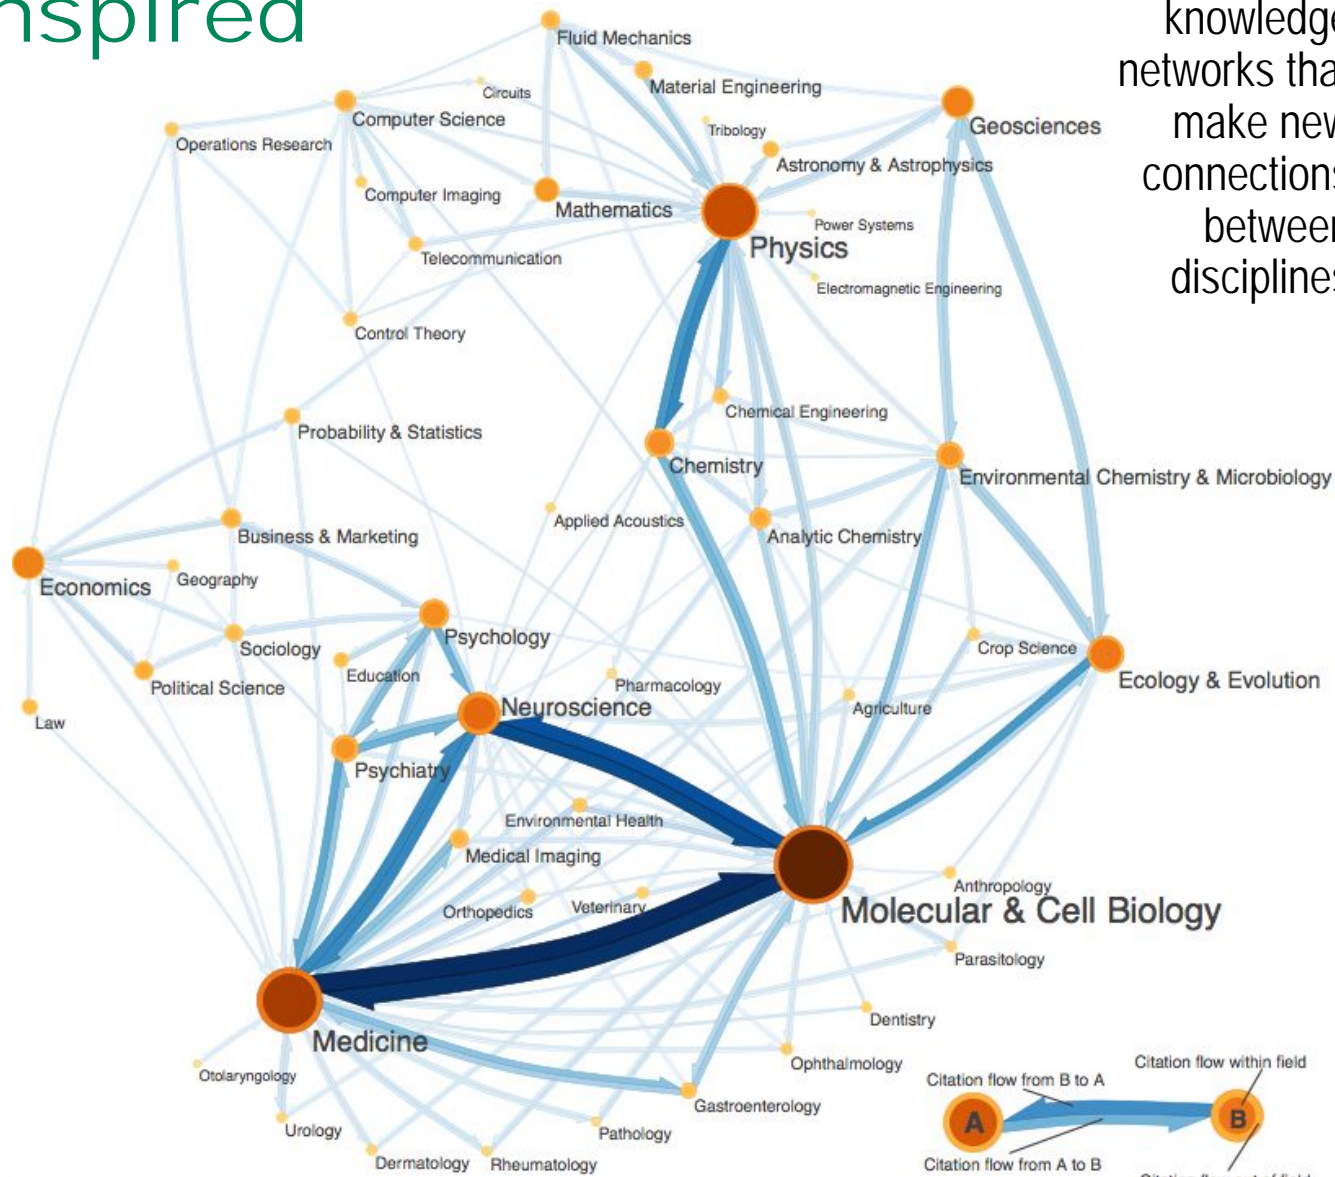 nspired
knowledge
networks tha
make new
connections
between
disciplines
Fluid Mechanics
Material Engineering
Circuits
Computer Science
Geosciences
Operations Research
Tribology
Astronomy & Astrophysics
Computer Imaging
Mathematics
Power Systems
Physics
Telecommunication
Electromagnetic Engineering
Control Theory
Chemical Engineering
Probability & Statistics
Chemistry
Environmental Chemistry & Microbiology
Applied Acoustics
Business & Marketing
Analytic Chemistry
Geography
Economics
Psychology
Sociology
Crop Science
Education
Ecology & Evolution
Political Science
Pharmacology
Neuroscience
Agriculture
Law
Psychiatry
Environmental Health
Medical Imaging
Anthropology
Orthopedics
Veterinary
Molecular & Cell Biology
Parasitology
Dentistry
Medicine
Ophthalmology
Otolaryngology
Gastroenterology
Urology
Pathology
Dermatology
Rheumatology
Citation flow within field
Citation flow from B to A
A
B
Citation flow from A to B